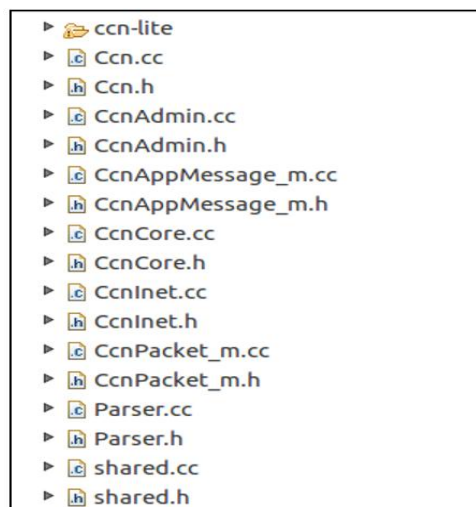 ccn-lite
.c Ccn.cc
.h Ccn.h
.c CcnAdmin.cc
.h CcnAdmin.h
.c CcnAppMessage_m.cc
.h CcnAppMessage_m.h
.c CcnCore.cc
.h CcnCore.h
.c CcnInet.cc
.h CcnInet.h
.c CcnPacket_m.cc
.h CcnPacket_m.h
.c Parser.cc
.h Parser.h
.c shared.cc
.h shared.h